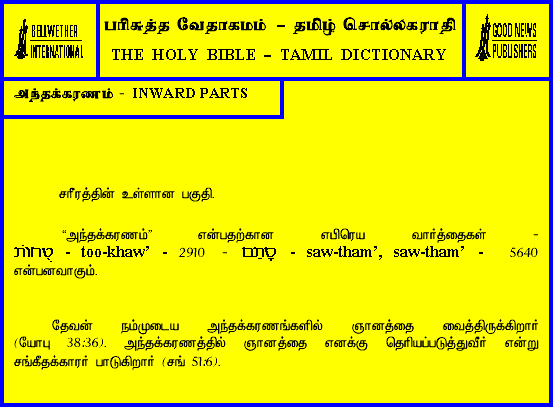 BELLWETHER
INTERNATIONAL
பரிசுத்த வேதாகமம் – தமிழ் சொல்லகராதி
THE HOLY BIBLE – TAMIL DICTIONARY
GOOD NEWS
PUBLISHERS
அந்தக்கரணம் - INWARD PARTS
சரீரத்தின் உள்ளான பகுதி.
“அந்தக்கரணம்” என்பதற்கான எபிரெய வார்த்தைகள் -
- too-khaw’ - 2910 - - saw-tham’, saw-tham’ - 5640
என்பனவாகும்.
தேவன் நம்முடைய அந்தக்கரணங்களில் ஞானத்தை வைத்திருக்கிறார்
(யோபு 38:36). அந்தக்கரணத்தில் ஞானத்தை எனக்கு தெரியப்படுத்துவீர் என்று
சங்கீதக்காரர் பாடுகிறார் (சங் 51:6).